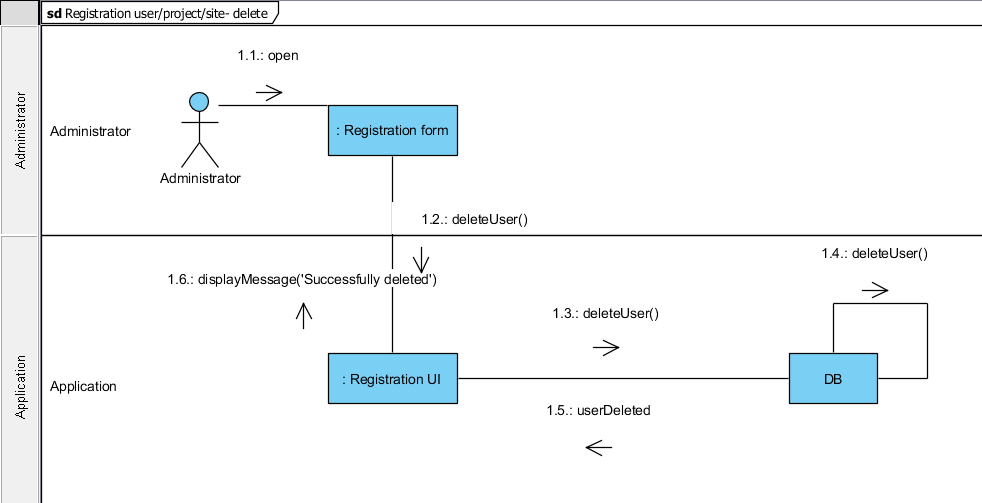 sd Registration user/project/site- delete
Administrator
1.1.: open
Administrator
: Registration form
Administrator
1.2.: deleteUser()
Application
1.4.: deleteUser()
1.6.: displayMessage('Successfully deleted')
1.3.: deleteUser()
Application
: Registration UI
DB
1.5.: userDeleted